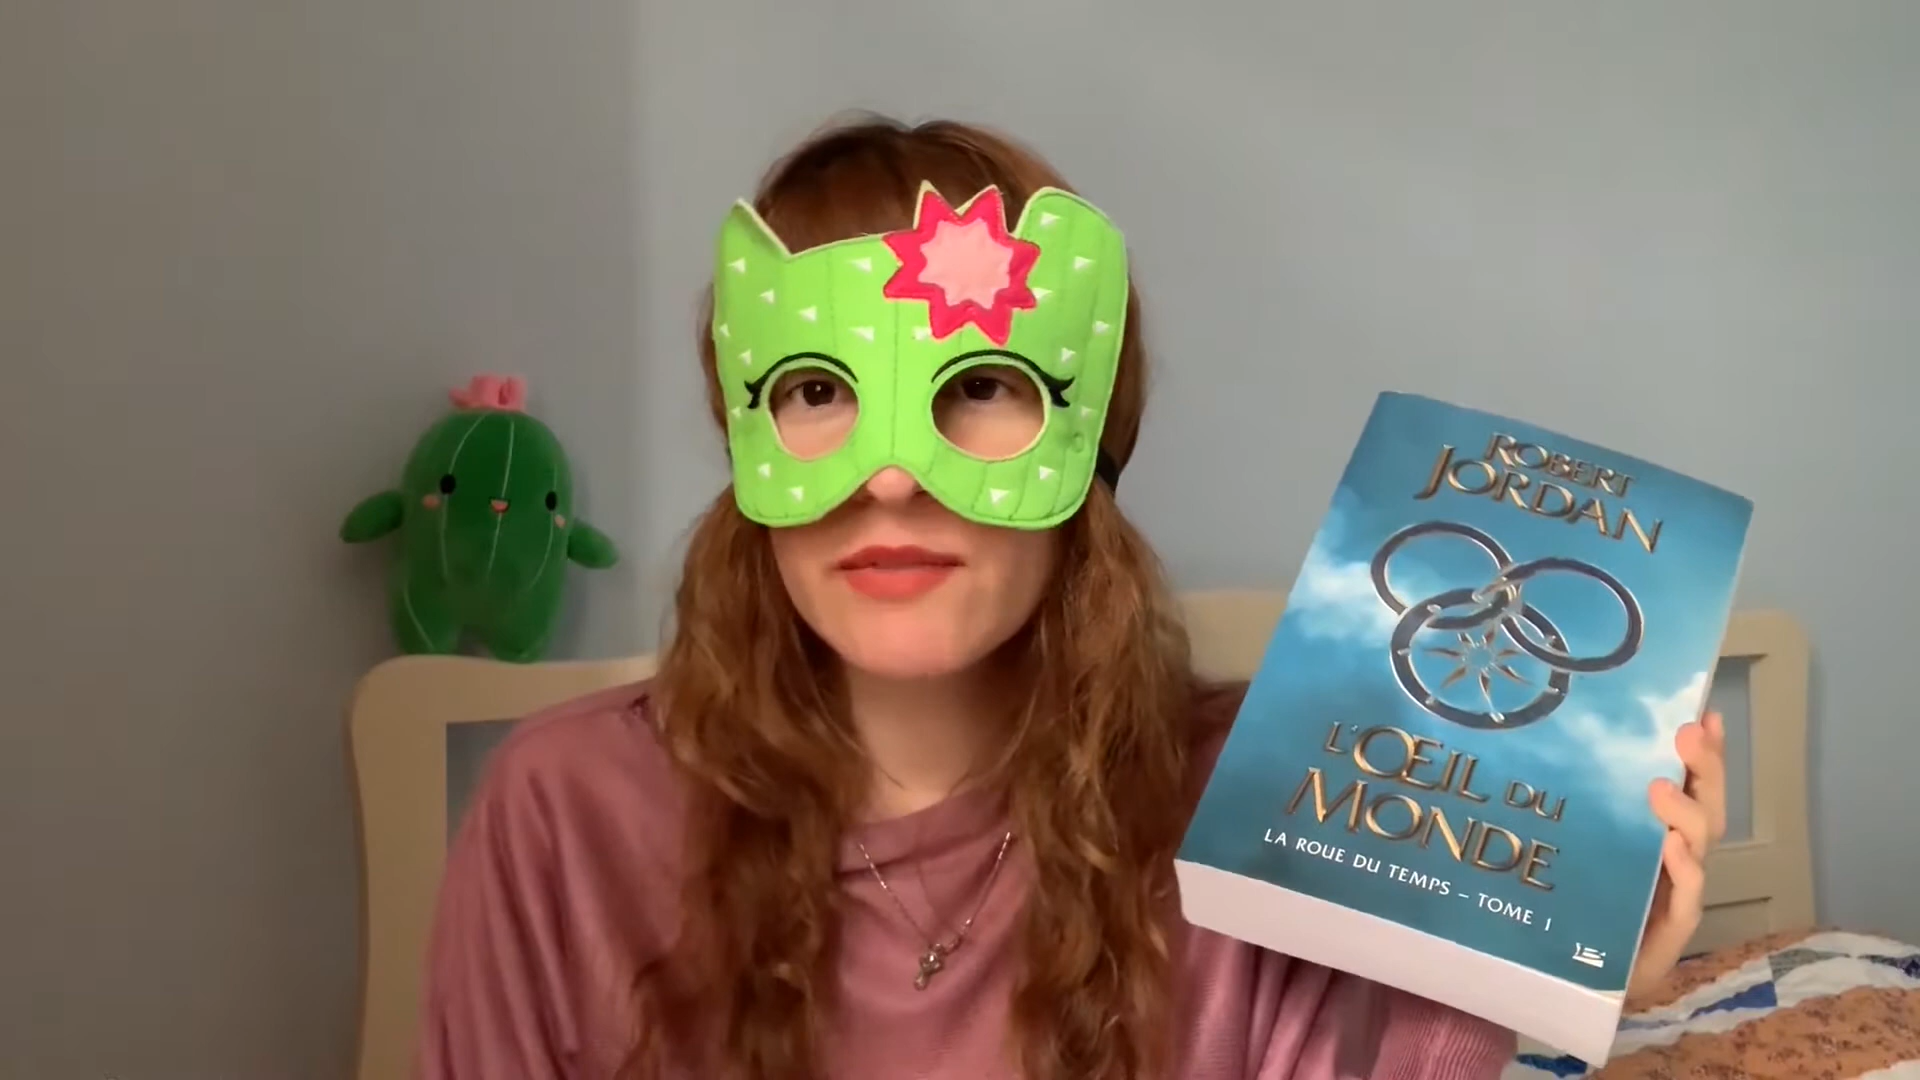 ROBERT
JORDAN
L'ŒIL DU
MONDE
LA ROUE DU TEMPS – TOME 1